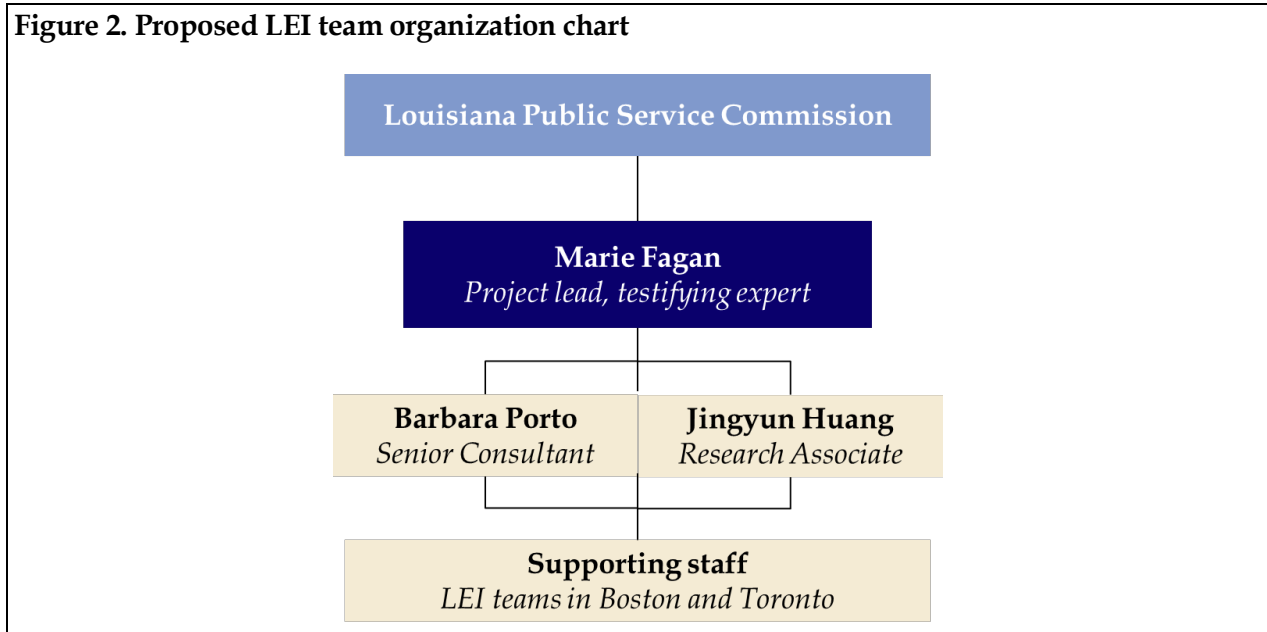 Figure 2. Proposed LEI team organization chart
Louisiana Public Service Commission
Marie Fagan
Project lead, testifying expert
Barbara Porto
Senior Consultant
Jingyun Huang
Research Associate
Supporting staff
LEI teams in Boston and Toronto